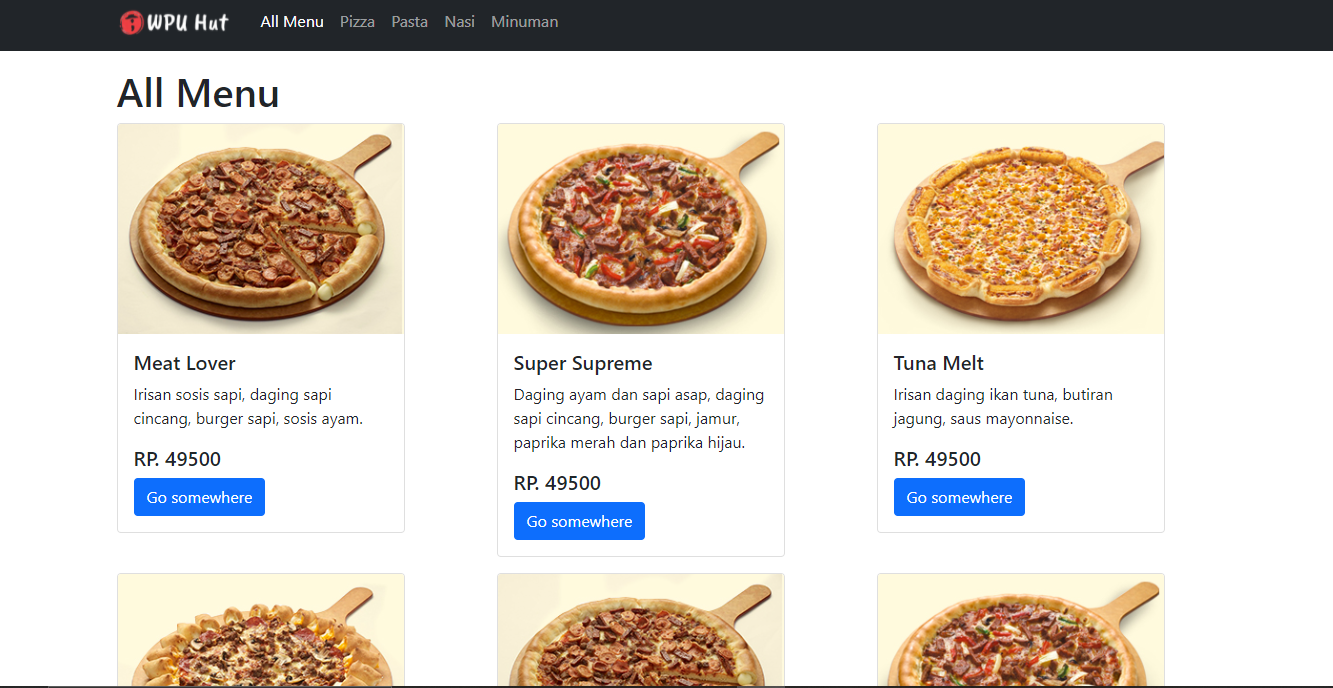 WPU Hut All Menu Pizza Pasta Nasi Minuman
All Menu
Meat Lover
Irisan sosis sapi, daging sapi
cincang, burger sapi, sosis ayam.
RP. 49500
Go somewhere
Super Supreme
Daging ayam dan sapi asap, daging
sapi cincang, burger sapi, jamur,
paprika merah dan paprika hijau.
RP. 49500
Go somewhere
Tuna Melt
Irisan daging ikan tuna, butiran
jagung, saus mayonnaise.
RP. 49500
Go somewhere